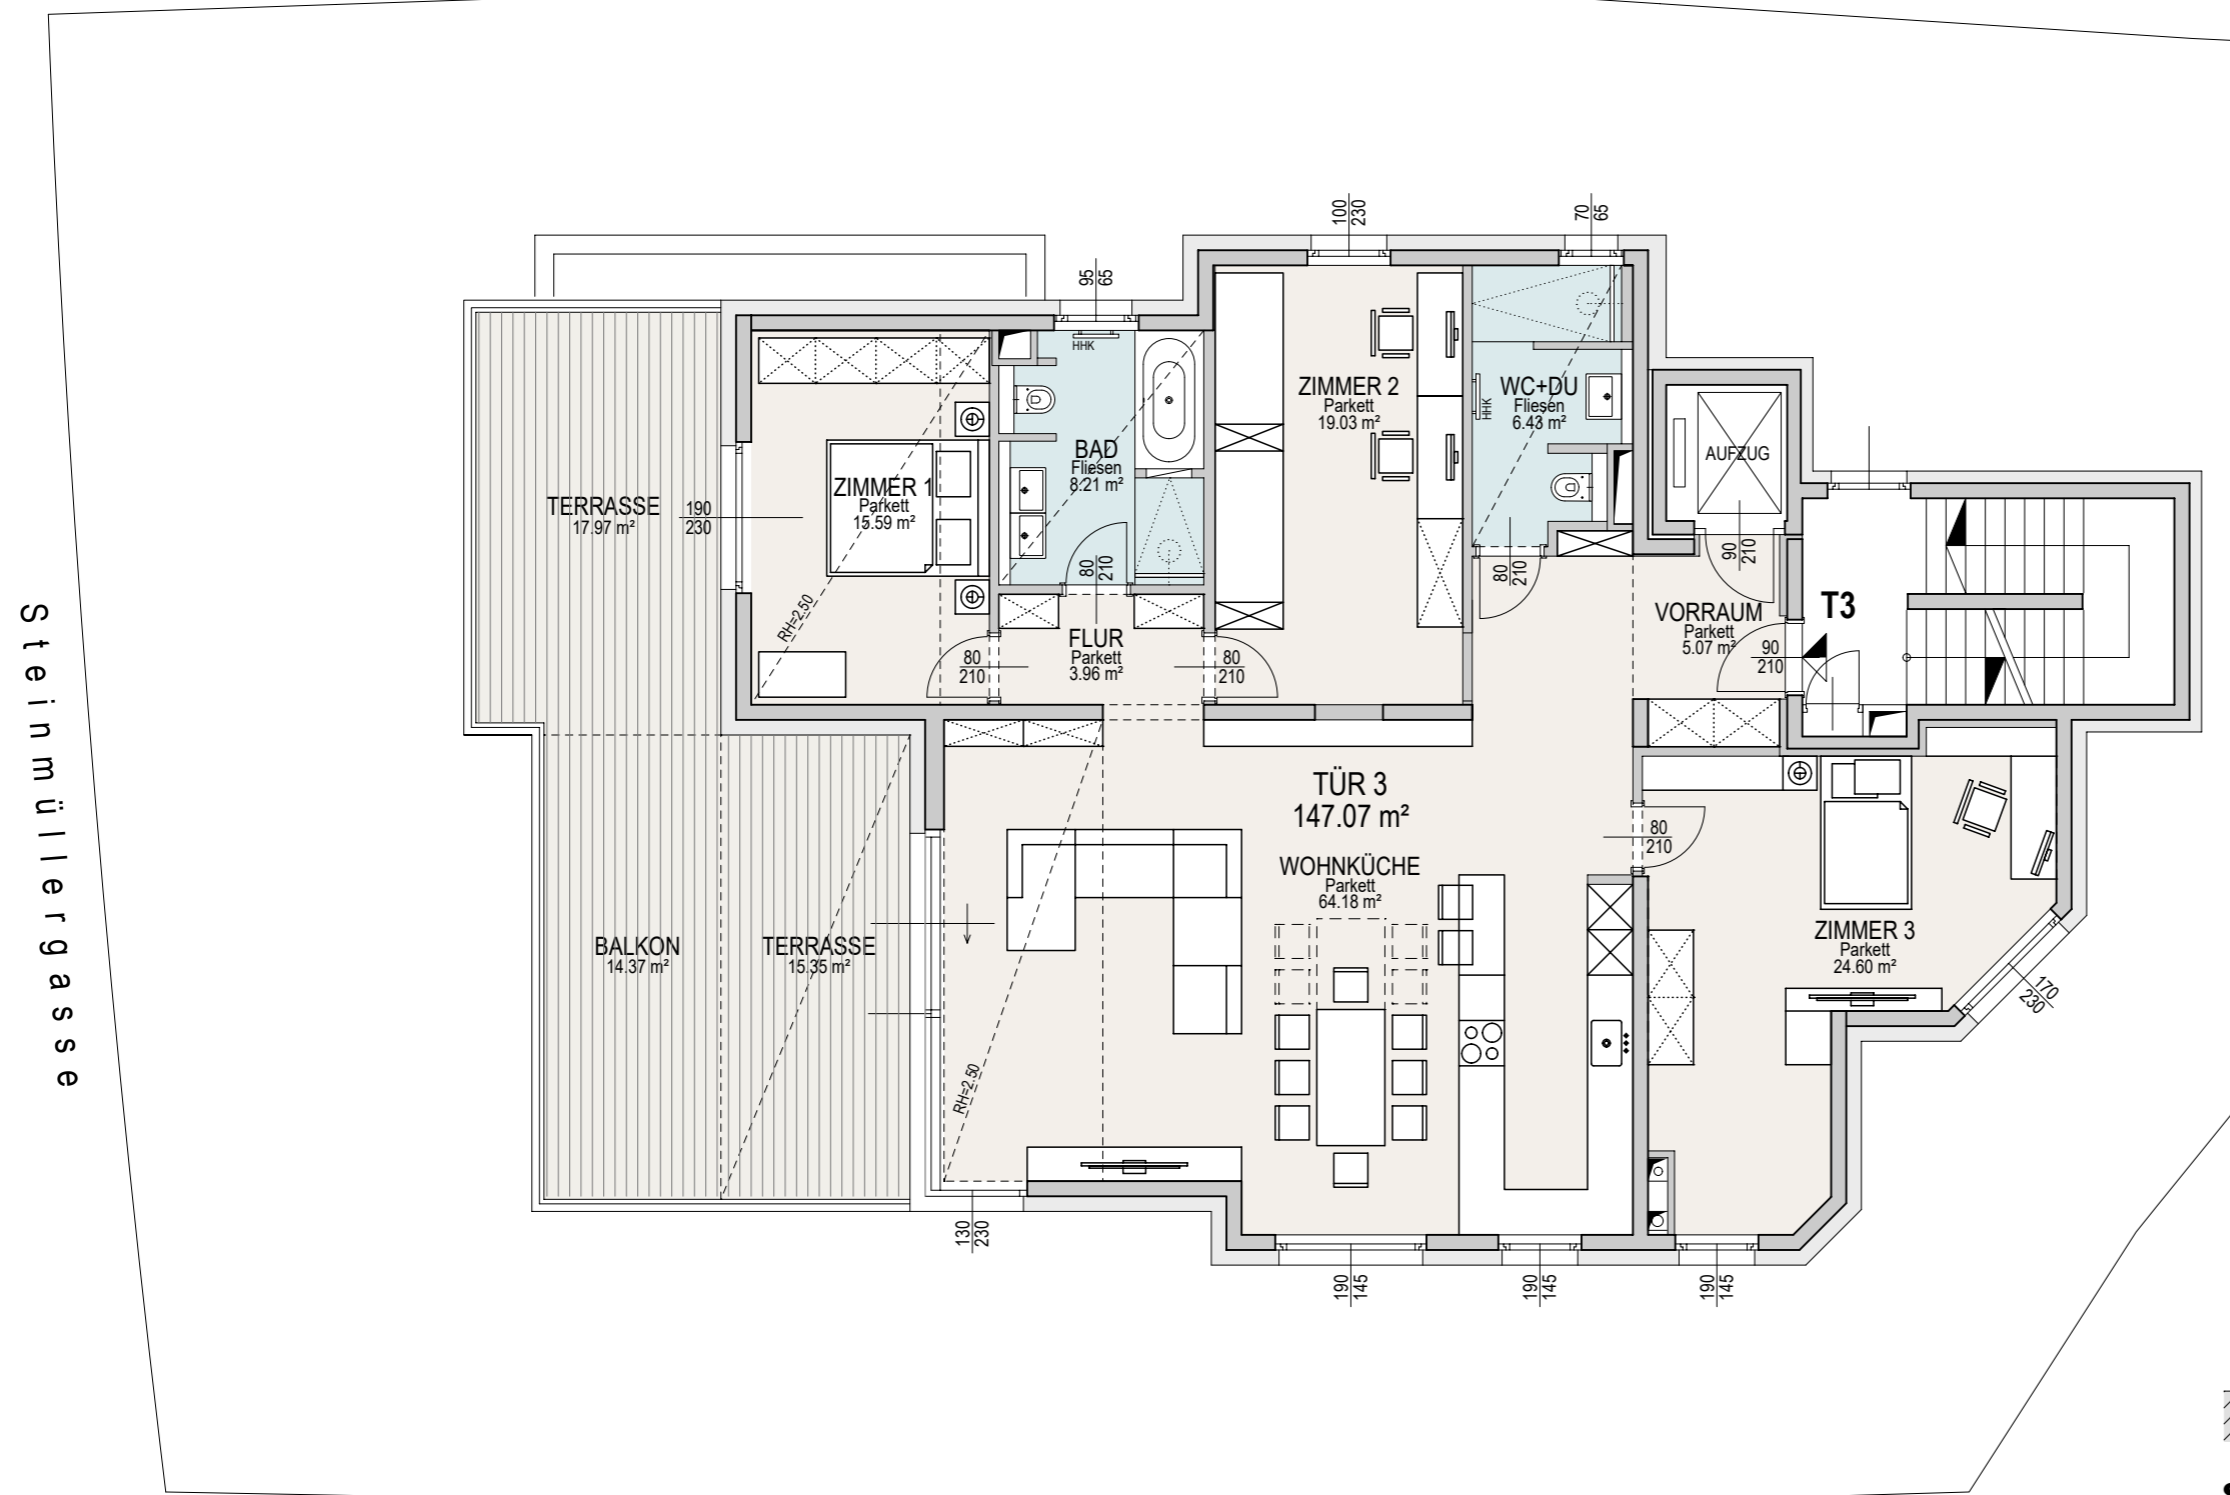 100
230
70
65
95
65
HHK
ZIMMER 2
Parkett
19.03 m²
WC+DU
Fliesen
6.43 m²
HHK
BAD
Fliesen
8.21 m²
AUFZUG
ZIMMER 1
Parkett
15.59 m²
TERRASSE
17.97 m²
190
230
80
210
80
210
90
210
RH=2.50
VORRAUM
Parkett
5.07 m²
T3
FLUR
Parkett
3.96 m²
80
210
80
210
90
210
Steinmüllergasse
TÜR 3
147.07 m²
80
210
WOHNKÜCHE
Parkett
64.18 m²
BALKON
14.37 m²
TERRASSE
15.35 m²
ZIMMER 3
Parkett
24.60 m²
170
230
RH=2.50
130
230
190
145
190
145
190
145